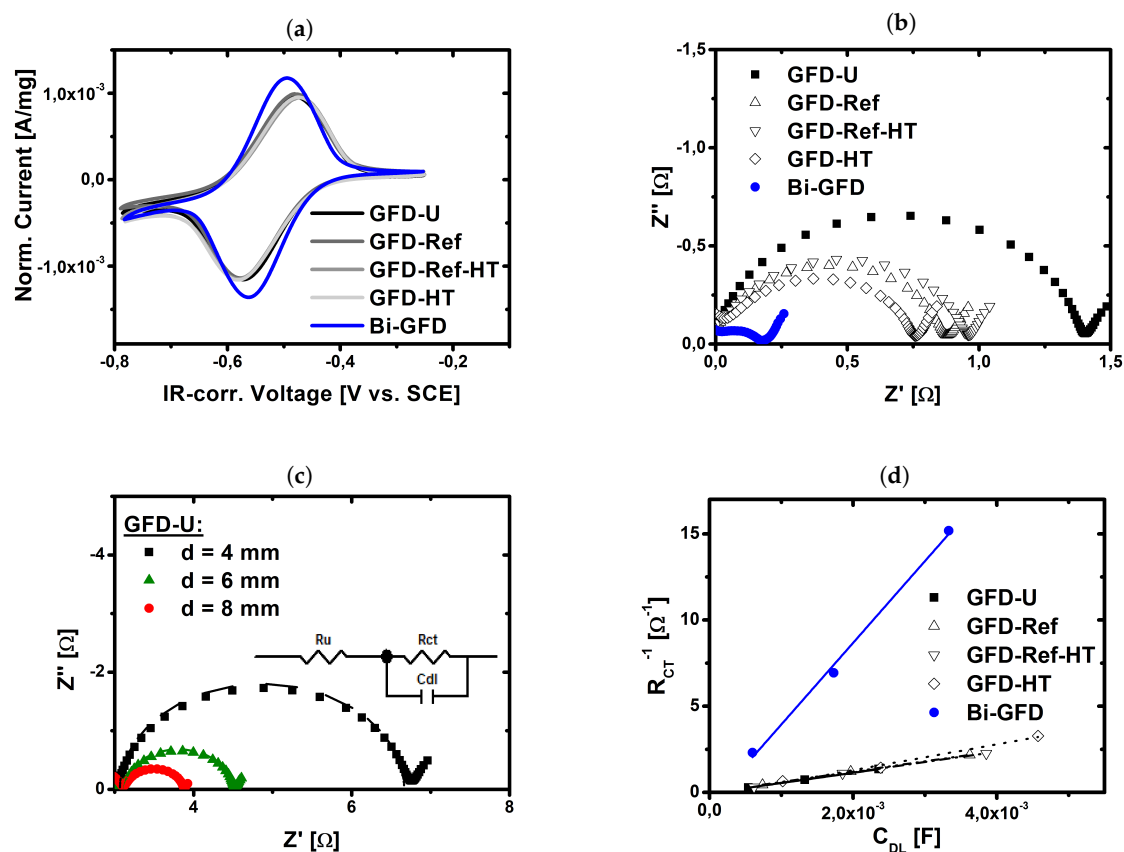 (a)
Norm. Current [A/mg]
1,0x10⁻³
0,0
-1,0x10⁻³
-0,8 -0,6 -0,4 -0,2
IR-corr. Voltage [V vs. SCE]
GFD-U
GFD-Ref
GFD-Ref-HT
GFD-HT
Bi-GFD
(b)
Z'' [Ω]
-1,5
-1,0
-0,5
0,0
0,0 0,5 1,0 1,5
Z' [Ω]
GFD-U
GFD-Ref
GFD-Ref-HT
GFD-HT
Bi-GFD
(c)
Z'' [Ω]
-4
-2
0
4 6 8
Z' [Ω]
GFD-U:
d = 4 mm
d = 6 mm
d = 8 mm
Ru
Rct
Cdl
(d)
R_CT⁻¹ [Ω⁻¹]
15
10
5
0
0,0 2,0x10⁻³ 4,0x10⁻³
C_DL [F]
GFD-U
GFD-Ref
GFD-Ref-HT
GFD-HT
Bi-GFD